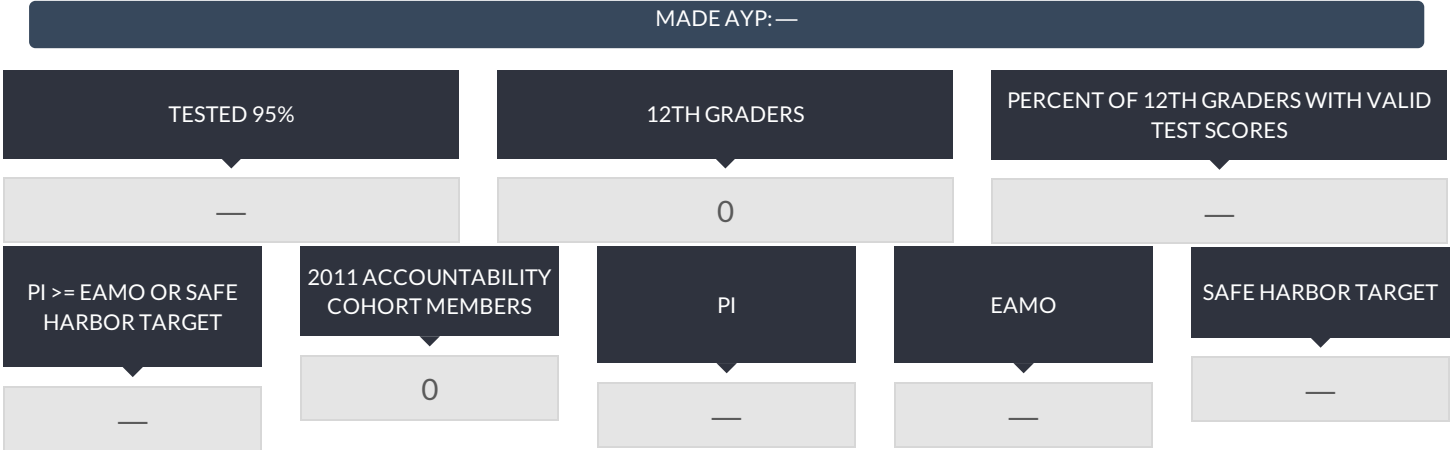 MADE AYP: —
TESTED 95%
—
12TH GRADERS
0
PERCENT OF 12TH GRADERS WITH VALID
TEST SCORES
—
PI >= EAMO OR SAFE
HARBOR TARGET
—
2011 ACCOUNTABILITY
COHORT MEMBERS
0
PI
—
EAMO
—
SAFE HARBOR TARGET
—